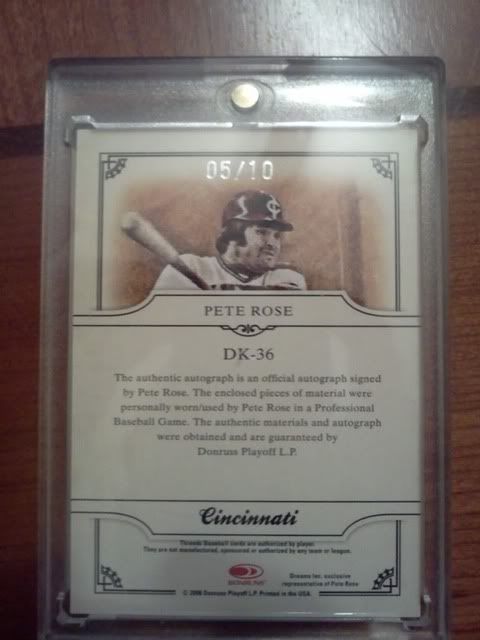 05/10
PETE ROSE
DK-36
The authentic autograph is an official autograph signed
by Pete Rose. The enclosed pieces of material were
personally worn/used by Pete Rose in a Professional
Baseball Game. The authentic materials and autograph
were obtained and are guaranteed by
Donruss Playoff L.P.
Cincinnati
Threads Baseball cards are authorized by player.
They are not manufactured, sponsored or authorized by any team or league.
DONRUSS
Dreams Inc. exclusive
representative of Pete Rose
© 2008 Donruss Playoff L.P. Printed in the USA.